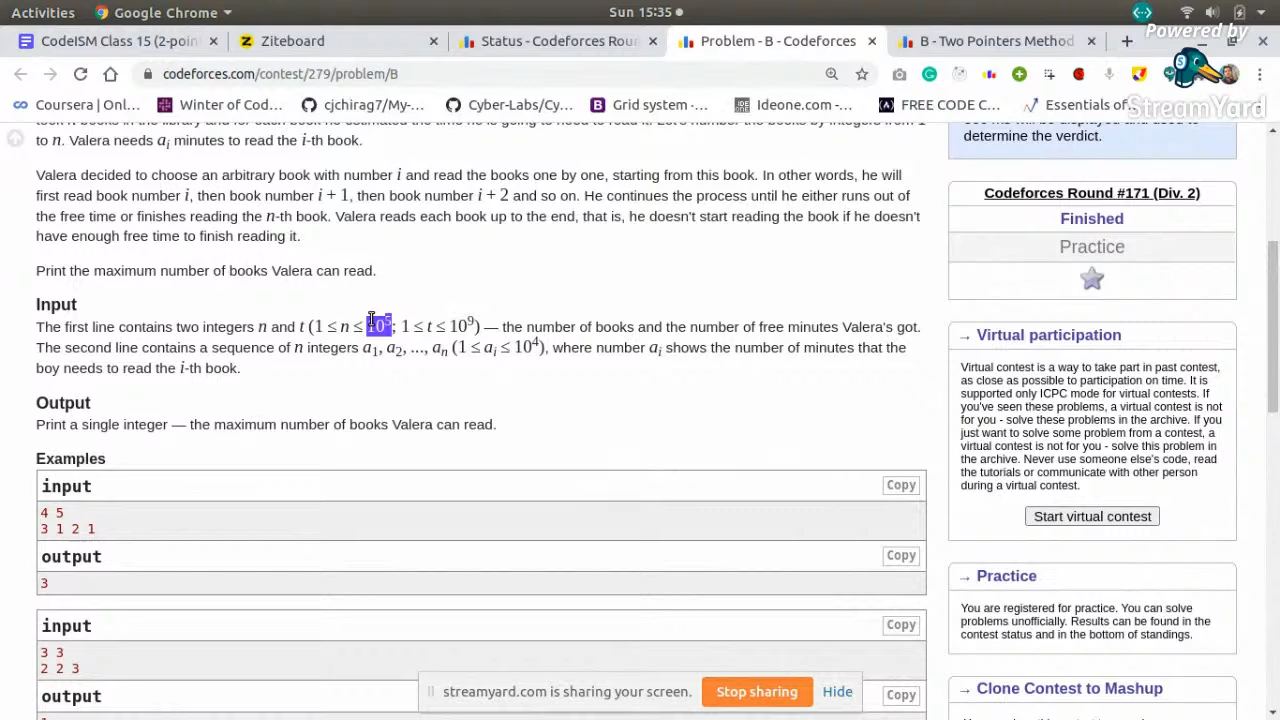 Activities
Google Chrome
Sun 15:35
Powered by
StreamYard
CodeISM Class 15 (2-poin
Ziteboard
Status - Codeforces Rou
Problem - B - Codeforces
B - Two Pointers Method
codeforces.com/contest/279/problem/B
Coursera | Onl...
Winter of Cod...
cjchirag7/My-...
Cyber-Labs/Cy...
Grid system -...
Ideone.com -...
FREE CODE C...
Essentials of...
to n. Valera needs ai minutes to read the i-th book.
Valera decided to choose an arbitrary book with number i and read the books one by one, starting from this book. In other words, he will
first read book number i, then book number i + 1, then book number i + 2 and so on. He continues the process until he either runs out of
the free time or finishes reading the n-th book. Valera reads each book up to the end, that is, he doesn't start reading the book if he doesn't
have enough free time to finish reading it.
Print the maximum number of books Valera can read.
Input
The first line contains two integers n and t (1 ≤ n ≤ 10^5; 1 ≤ t ≤ 10^9) — the number of books and the number of free minutes Valera's got.
The second line contains a sequence of n integers a1, a2, ..., an (1 ≤ ai ≤ 10^4), where number ai shows the number of minutes that the
boy needs to read the i-th book.
Output
Print a single integer — the maximum number of books Valera can read.
Examples
input
Copy
4 5
3 1 2 1
output
Copy
3
input
Copy
3 3
2 2 3
output
Copy
determine the verdict.
Codeforces Round #171 (Div. 2)
Finished
Practice
→ Virtual participation
Virtual contest is a way to take part in past contest,
as close as possible to participation on time. It is
supported only ICPC mode for virtual contests. If
you've seen these problems, a virtual contest is not
for you - solve these problems in the archive. If you
just want to solve some problem from a contest, a
virtual contest is not for you - solve this problem in
the archive. Never use someone else's code, read
the tutorials or communicate with other person
during a virtual contest.
Start virtual contest
→ Practice
You are registered for practice. You can solve
problems unofficially. Results can be found in the
contest status and in the bottom of standings.
→ Clone Contest to Mashup
streamyard.com is sharing your screen.
Stop sharing
Hide